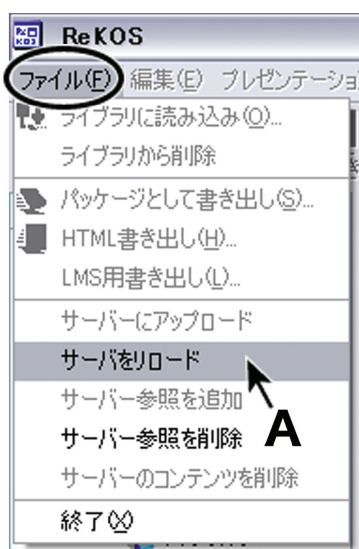 ReKOS
ファイル(F) 編集(E) プレゼンテーショ
ライブラリに読み込み(O)...
ライブラリから削除
パッケージとして書き出し(S)...
HTML書き出し(H)...
LMS用書き出し(L)...
サーバーにアップロード
サーバをリロード
サーバー参照を追加
A
サーバー参照を削除
サーバーのコンテンツを削除
終了(X)